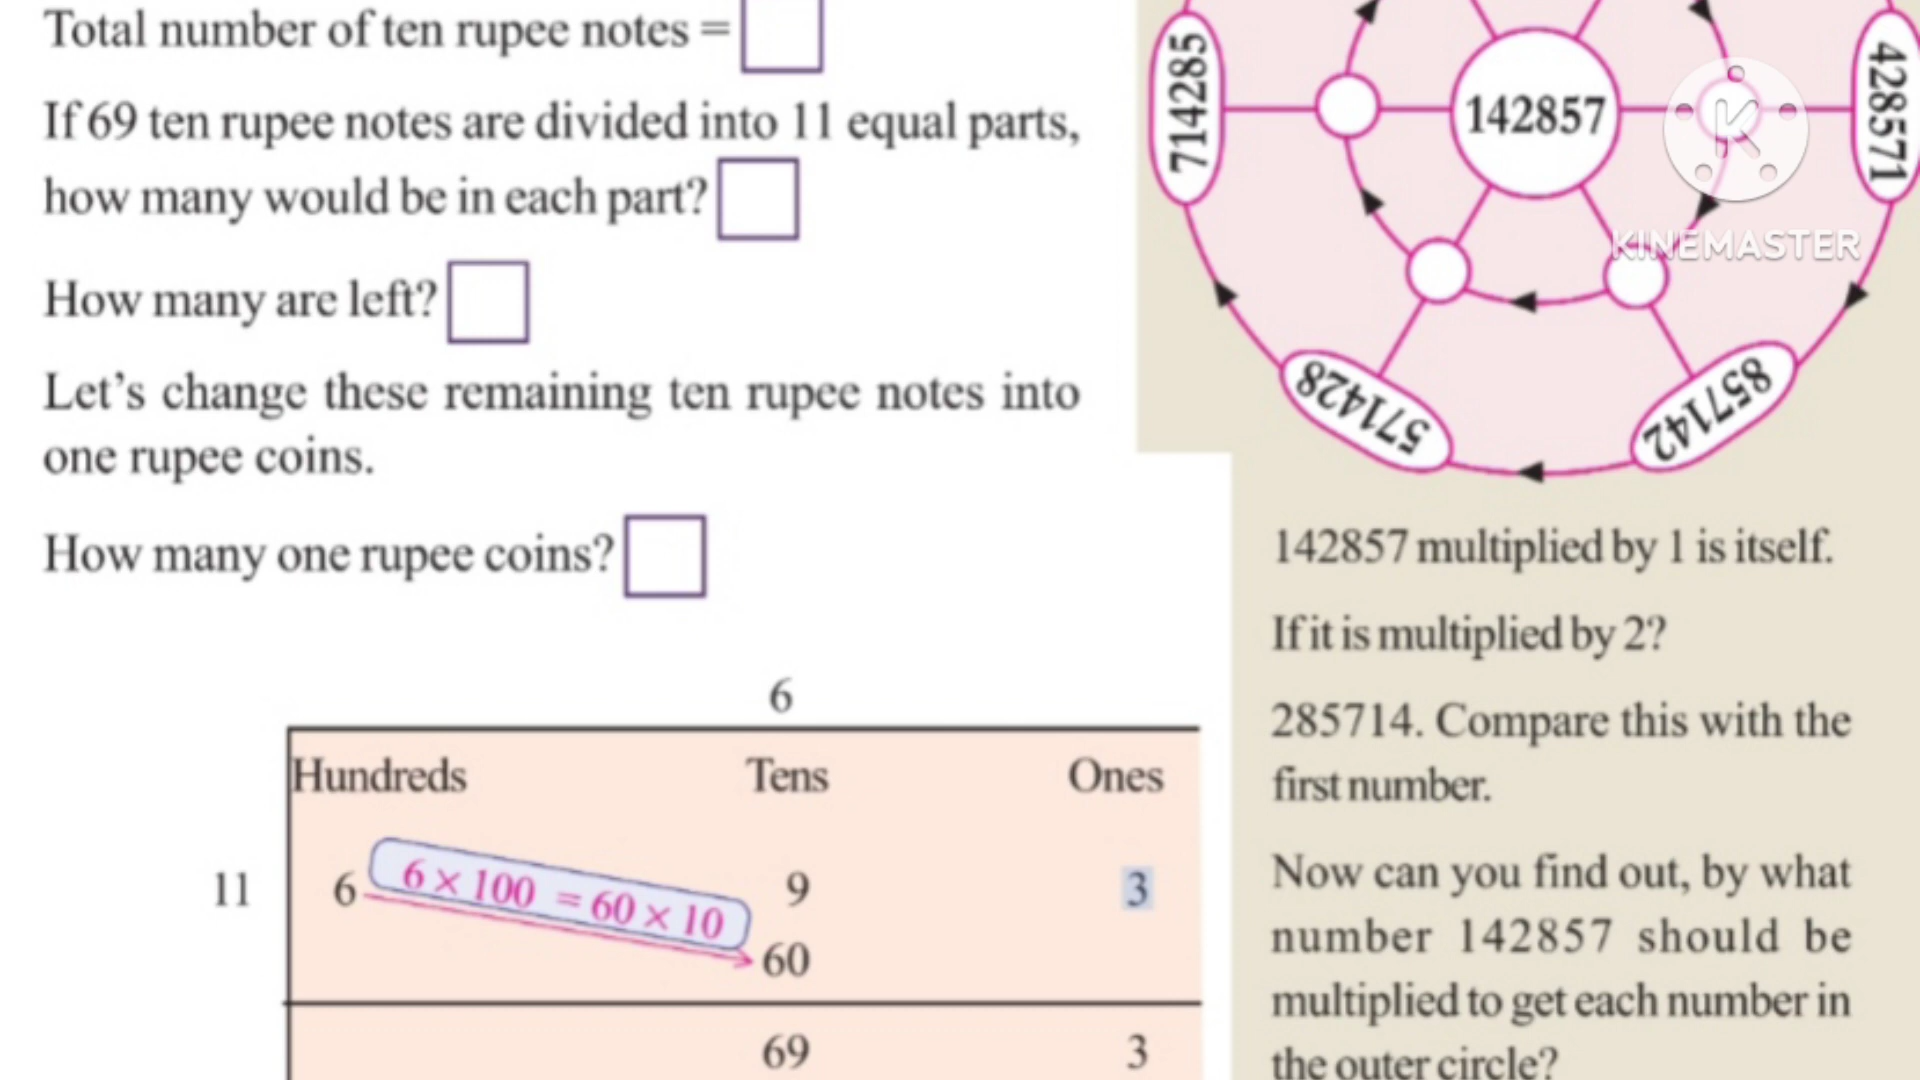 Total number of ten rupee notes =
If 69 ten rupee notes are divided into 11 equal parts,
how many would be in each part?
How many are left?
Let's change these remaining ten rupee notes into
one rupee coins.
How many one rupee coins?
6
Hundreds Tens Ones
11 6 6 × 100 = 60 × 10 9 3
60
69 3
714285
142857
428571
K
KINEMASTER
571428
857142
142857 multiplied by 1 is itself.
If it is multiplied by 2?
285714. Compare this with the
first number.
Now can you find out, by what
number 142857 should be
multiplied to get each number in
the outer circle?